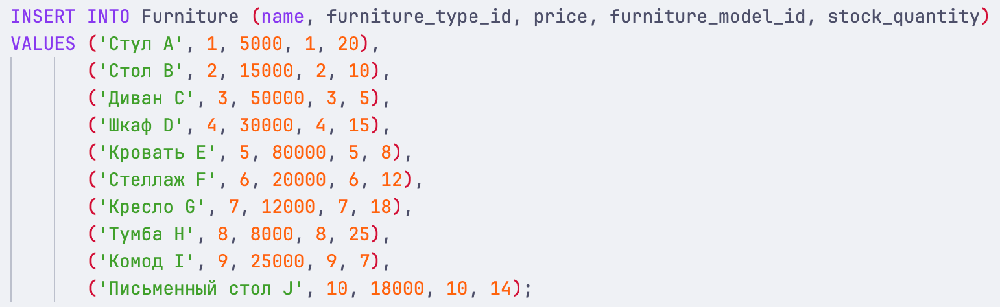 INSERT INTO Furniture (name, furniture_type_id, price, furniture_model_id, stock_quantity)
VALUES ('Стул A', 1, 5000, 1, 20),
('Стол B', 2, 15000, 2, 10),
('Диван C', 3, 50000, 3, 5),
('Шкаф D', 4, 30000, 4, 15),
('Кровать E', 5, 80000, 5, 8),
('Стеллаж F', 6, 20000, 6, 12),
('Кресло G', 7, 12000, 7, 18),
('Тумба H', 8, 8000, 8, 25),
('Комод I', 9, 25000, 9, 7),
('Письменный стол J', 10, 18000, 10, 14);